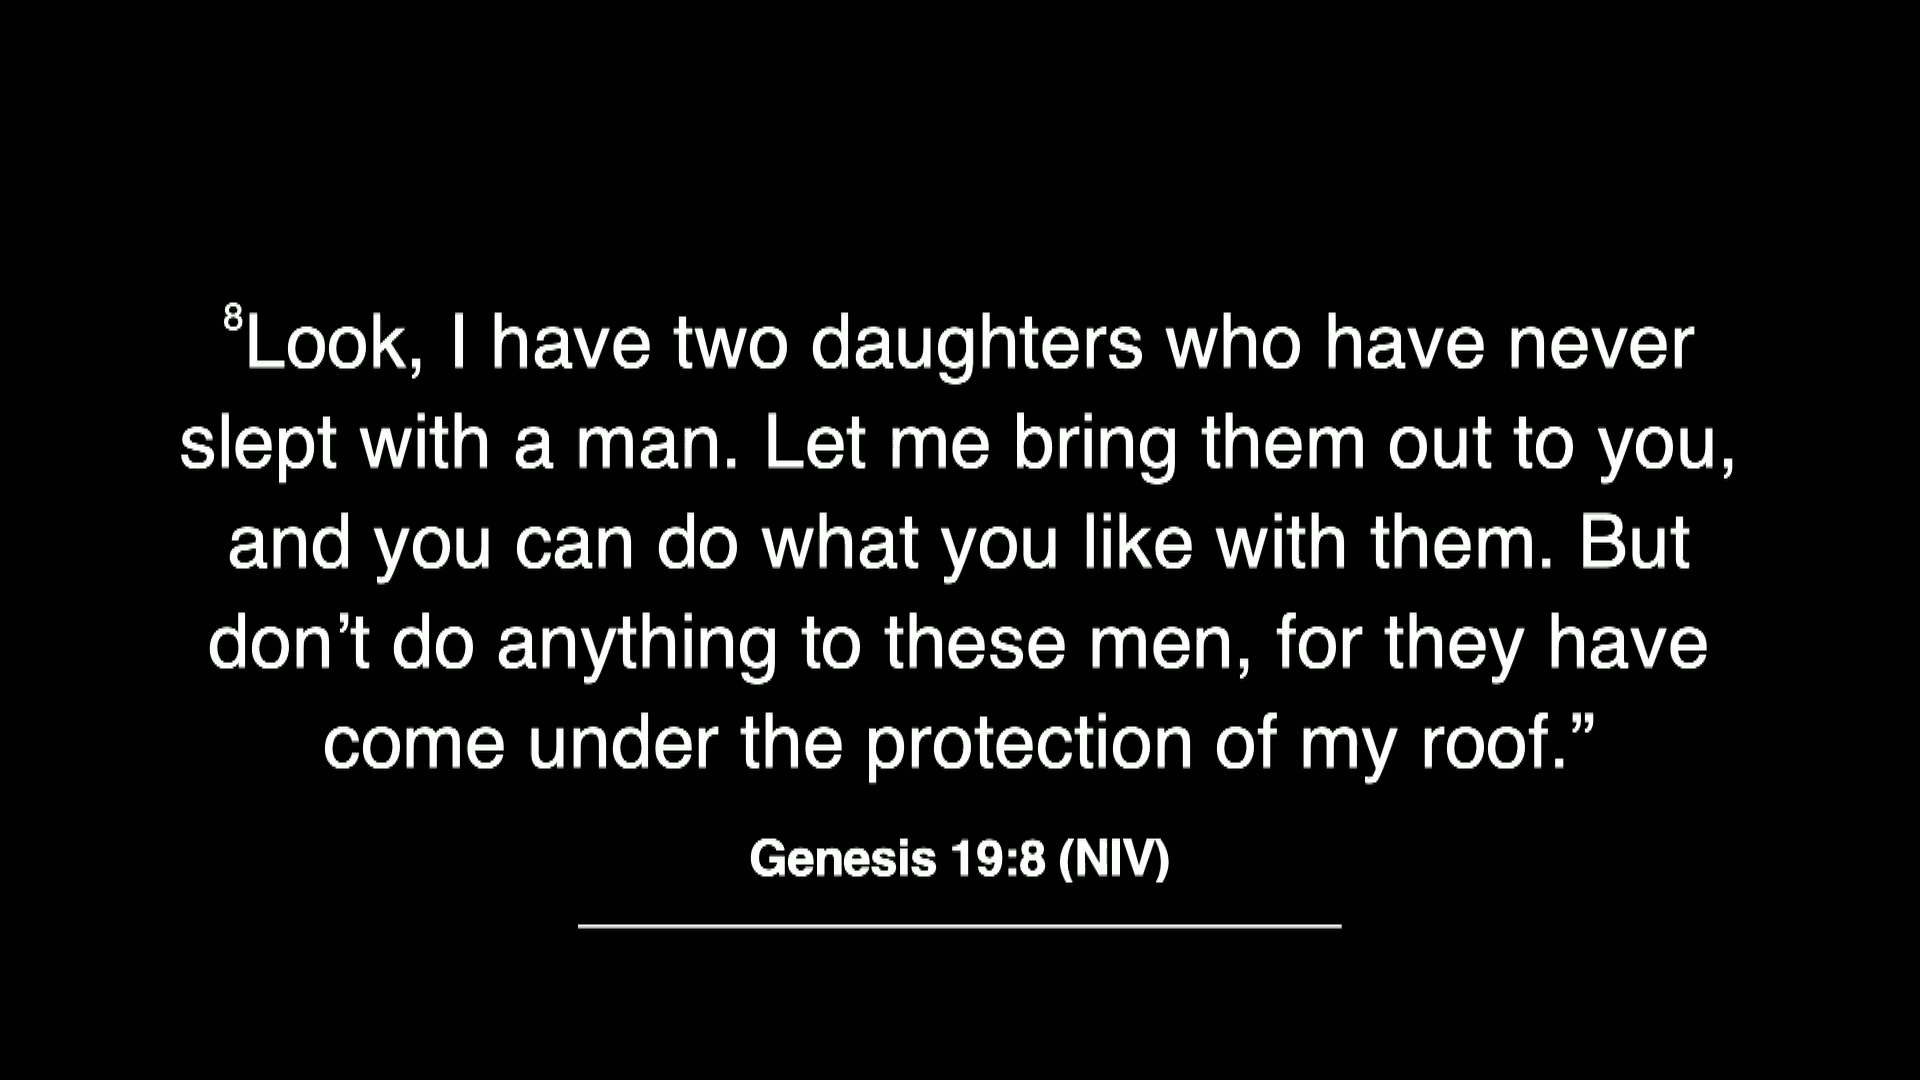 ⁸Look, I have two daughters who have never
slept with a man. Let me bring them out to you,
and you can do what you like with them. But
don’t do anything to these men, for they have
come under the protection of my roof.”
Genesis 19:8 (NIV)